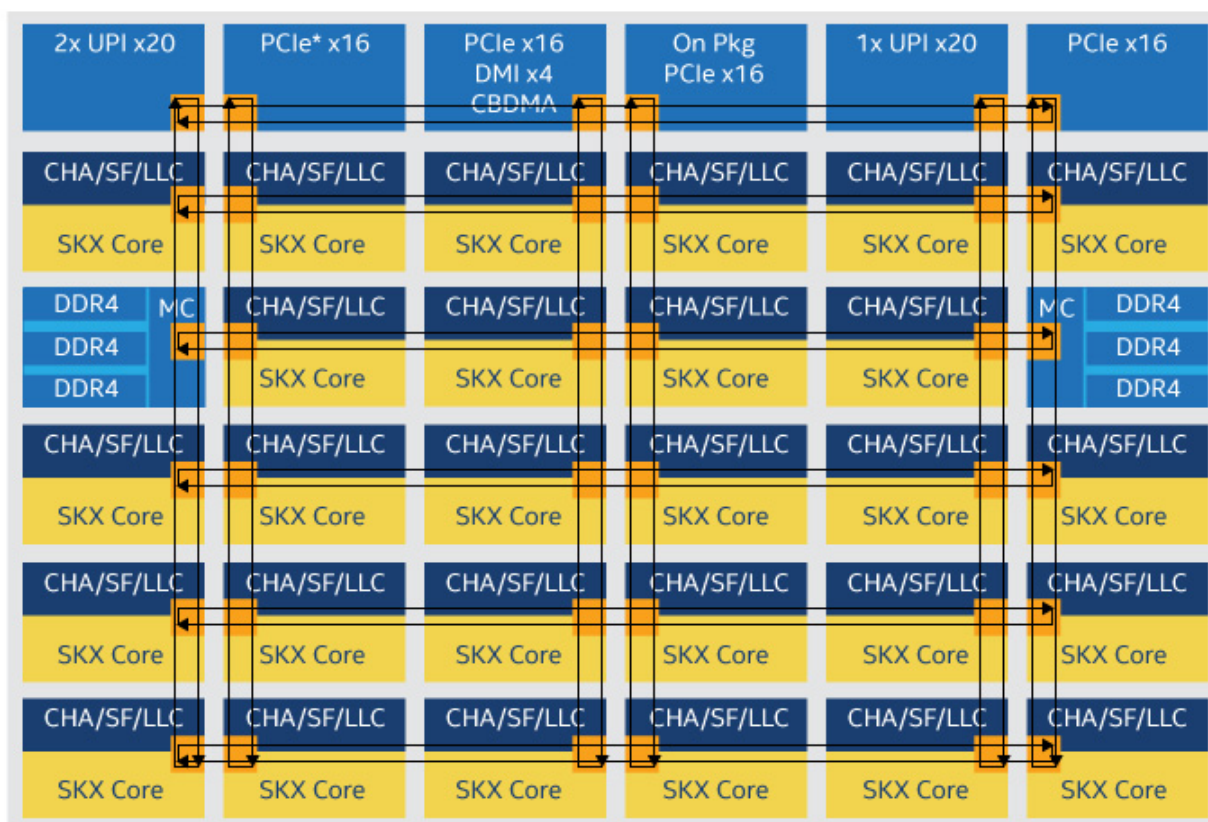 2x UPI x20 PCIe* x16 PCIe x16 On Pkg 1x UPI x20 PCIe x16
DMI x4 PCIe x16
CBDMA
CHA/SF/LLC CHA/SF/LLC CHA/SF/LLC CHA/SF/LLC CHA/SF/LLC CHA/SF/LLC
SKX Core SKX Core SKX Core SKX Core SKX Core SKX Core
DDR4 MC CHA/SF/LLC CHA/SF/LLC CHA/SF/LLC CHA/SF/LLC MC DDR4
DDR4 DDR4
SKX Core SKX Core SKX Core SKX Core
DDR4 DDR4
CHA/SF/LLC CHA/SF/LLC CHA/SF/LLC CHA/SF/LLC CHA/SF/LLC CHA/SF/LLC
SKX Core SKX Core SKX Core SKX Core SKX Core SKX Core
CHA/SF/LLC CHA/SF/LLC CHA/SF/LLC CHA/SF/LLC CHA/SF/LLC CHA/SF/LLC
SKX Core SKX Core SKX Core SKX Core SKX Core SKX Core
CHA/SF/LLC CHA/SF/LLC CHA/SF/LLC CHA/SF/LLC CHA/SF/LLC CHA/SF/LLC
SKX Core SKX Core SKX Core SKX Core SKX Core SKX Core